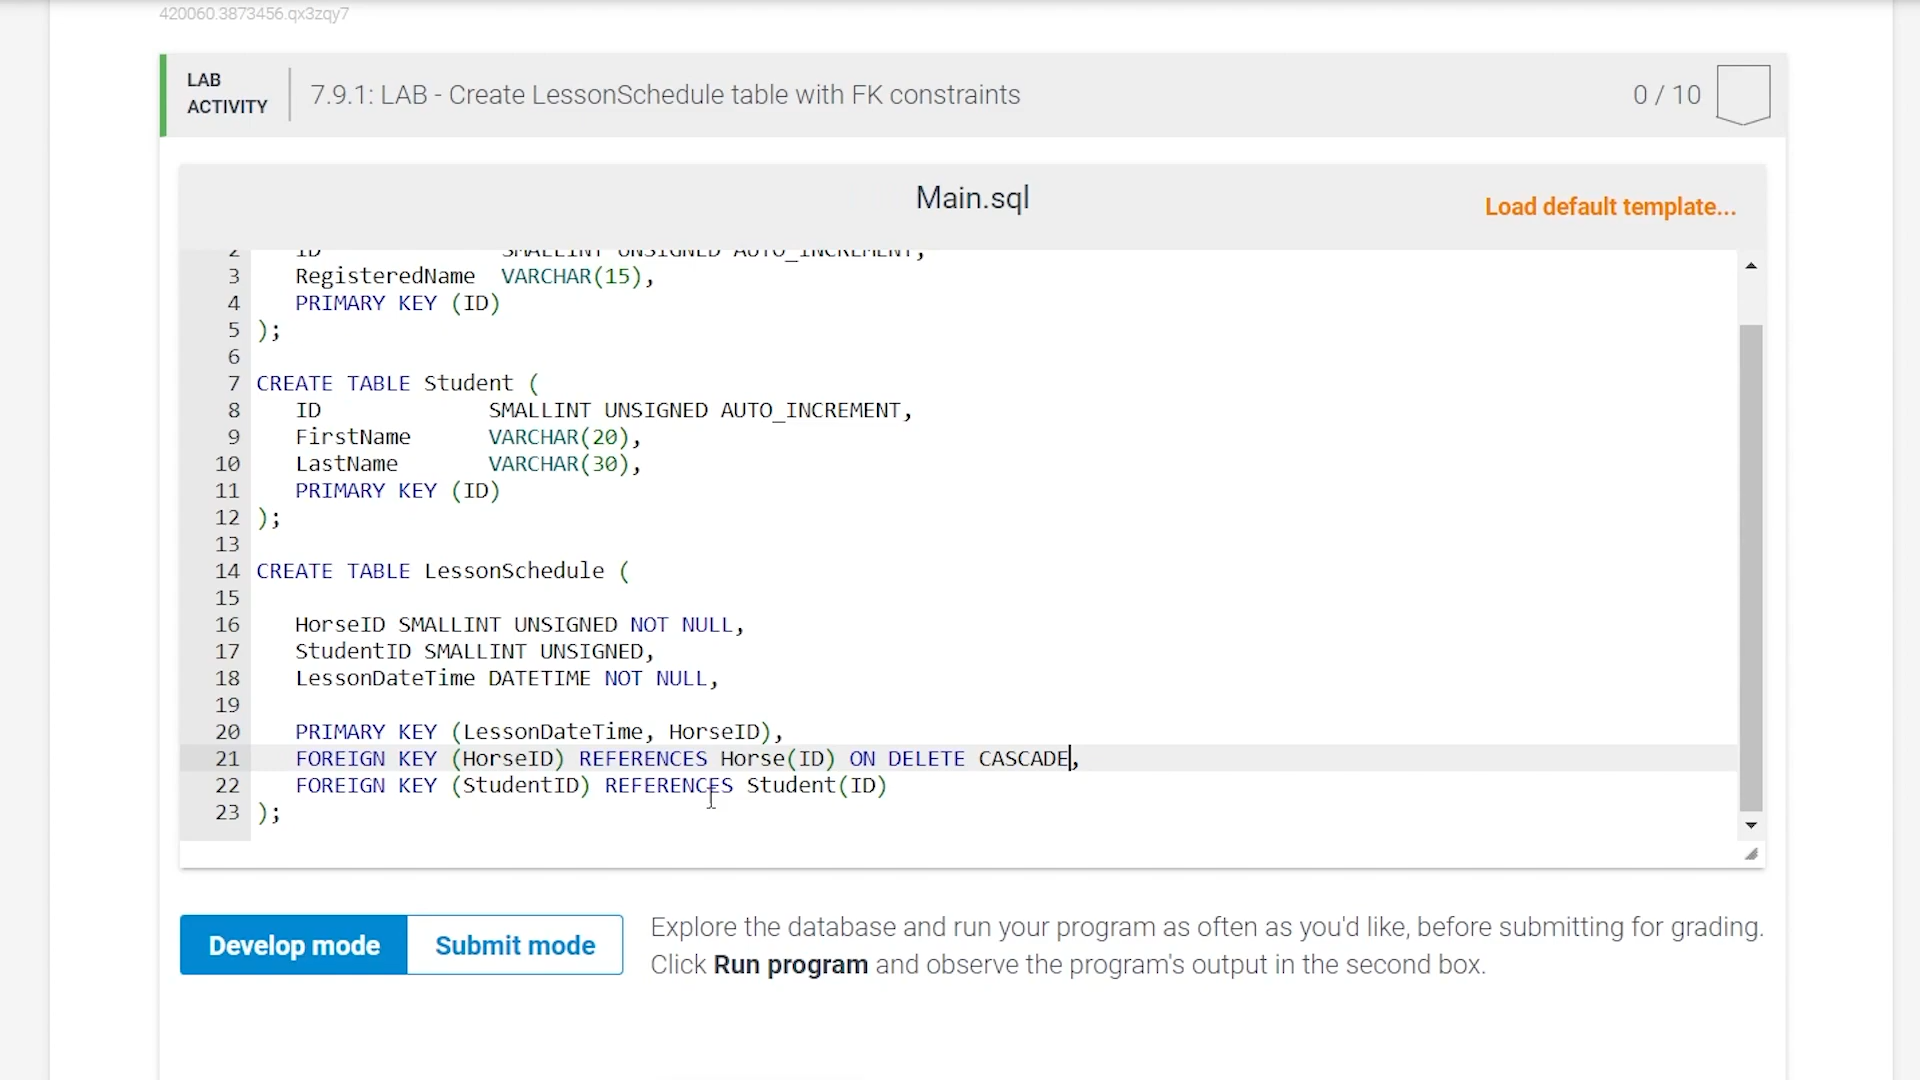 420060.3873456.qx3zqy7
LAB
ACTIVITY
7.9.1: LAB - Create LessonSchedule table with FK constraints
0 / 10
Main.sql
Load default template...
2    ID              SMALLINT UNSIGNED AUTO_INCREMENT,
3    RegisteredName  VARCHAR(15),
4    PRIMARY KEY (ID)
5 );
6
7 CREATE TABLE Student (
8    ID             SMALLINT UNSIGNED AUTO_INCREMENT,
9    FirstName      VARCHAR(20),
10    LastName       VARCHAR(30),
11    PRIMARY KEY (ID)
12 );
13
14 CREATE TABLE LessonSchedule (
15
16    HorseID SMALLINT UNSIGNED NOT NULL,
17    StudentID SMALLINT UNSIGNED,
18    LessonDateTime DATETIME NOT NULL,
19
20    PRIMARY KEY (LessonDateTime, HorseID),
21    FOREIGN KEY (HorseID) REFERENCES Horse(ID) ON DELETE CASCADE,
22    FOREIGN KEY (StudentID) REFERENCES Student(ID)
23 );
Develop mode
Submit mode
Explore the database and run your program as often as you'd like, before submitting for grading.
Click Run program and observe the program's output in the second box.